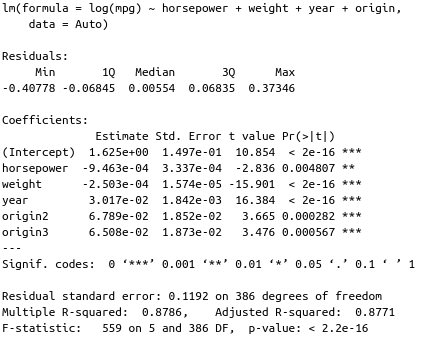 lm(formula = log(mpg) ~ horsepower + weight + year + origin,
    data = Auto)
Residuals:
     Min       1Q   Median       3Q      Max
-0.40778 -0.06845  0.00554  0.06835  0.37346
Coefficients:
              Estimate Std. Error t value Pr(>|t|)
(Intercept)  1.625e+00  1.497e-01  10.854  < 2e-16 ***
horsepower  -9.463e-04  3.337e-04  -2.836 0.004807 **
weight      -2.503e-04  1.574e-05 -15.901  < 2e-16 ***
year         3.017e-02  1.842e-03  16.384  < 2e-16 ***
origin2      6.789e-02  1.852e-02   3.665 0.000282 ***
origin3      6.508e-02  1.873e-02   3.476 0.000567 ***
---
Signif. codes:  0 ‘***’ 0.001 ‘**’ 0.01 ‘*’ 0.05 ‘.’ 0.1 ‘ ’ 1
Residual standard error: 0.1192 on 386 degrees of freedom
Multiple R-squared:  0.8786,    Adjusted R-squared:  0.8771
F-statistic:   559 on 5 and 386 DF,  p-value: < 2.2e-16